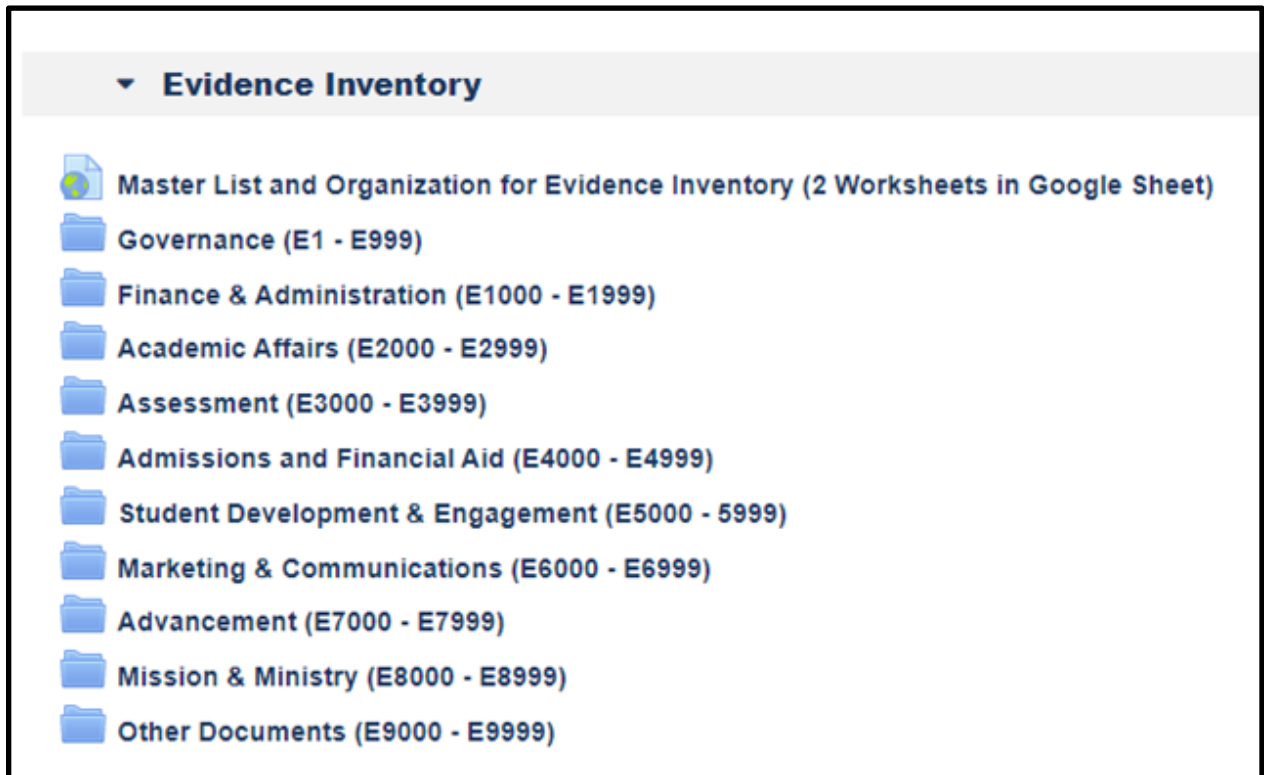 Evidence Inventory
Master List and Organization for Evidence Inventory (2 Worksheets in Google Sheet)
Governance (E1 - E999)
Finance & Administration (E1000 - E1999)
Academic Affairs (E2000 - E2999)
Assessment (E3000 - E3999)
Admissions and Financial Aid (E4000 - E4999)
Student Development & Engagement (E5000 - 5999)
Marketing & Communications (E6000 - E6999)
Advancement (E7000 - E7999)
Mission & Ministry (E8000 - E8999)
Other Documents (E9000 - E9999)